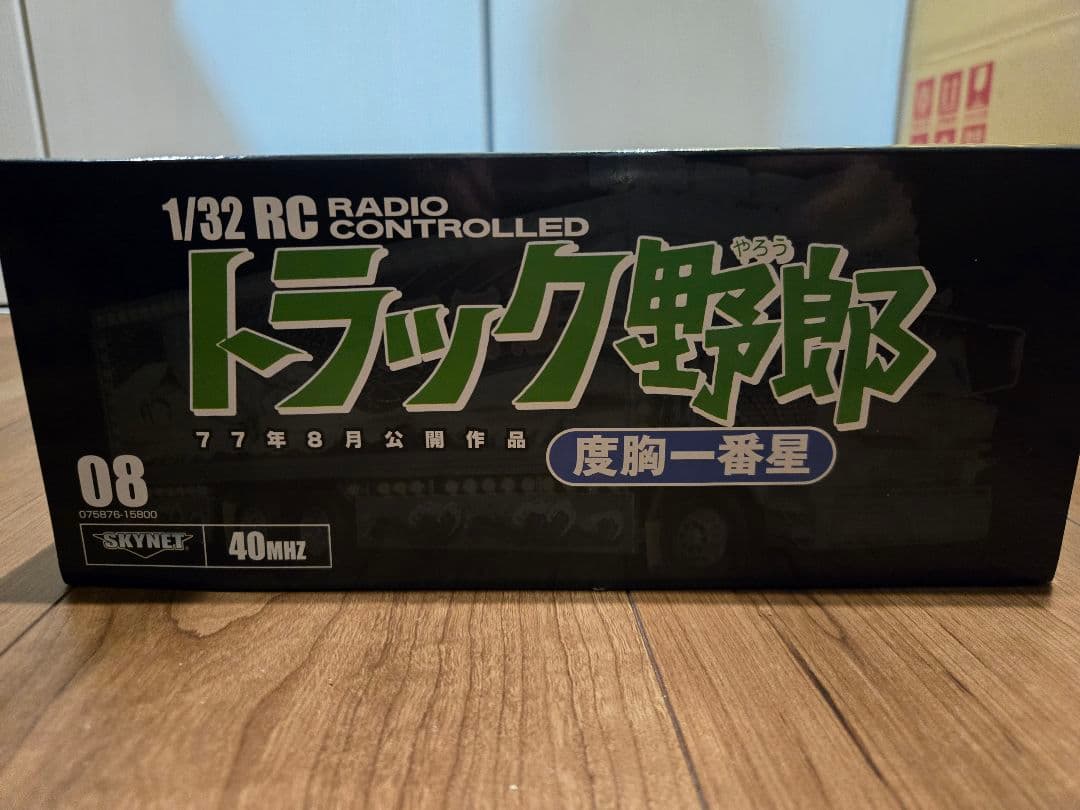 1/32 RC RADIO CONTROLLED
やろう
トラック野郎
77年8月公開作品
度胸一番星
08
075876-15800
SKYNET
40MHZ